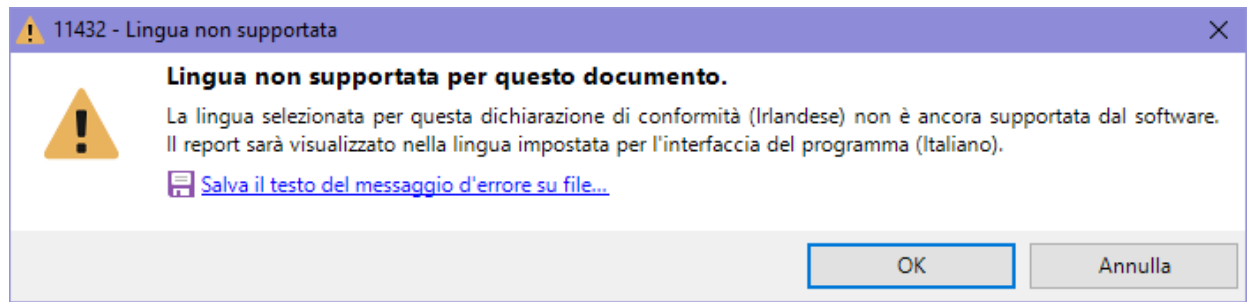 11432 - Lingua non supportata
Lingua non supportata per questo documento.
La lingua selezionata per questa dichiarazione di conformità (Irlandese) non è ancora supportata dal software.
Il report sarà visualizzato nella lingua impostata per l'interfaccia del programma (Italiano).
Salva il testo del messaggio d'errore su file...
OK
Annulla